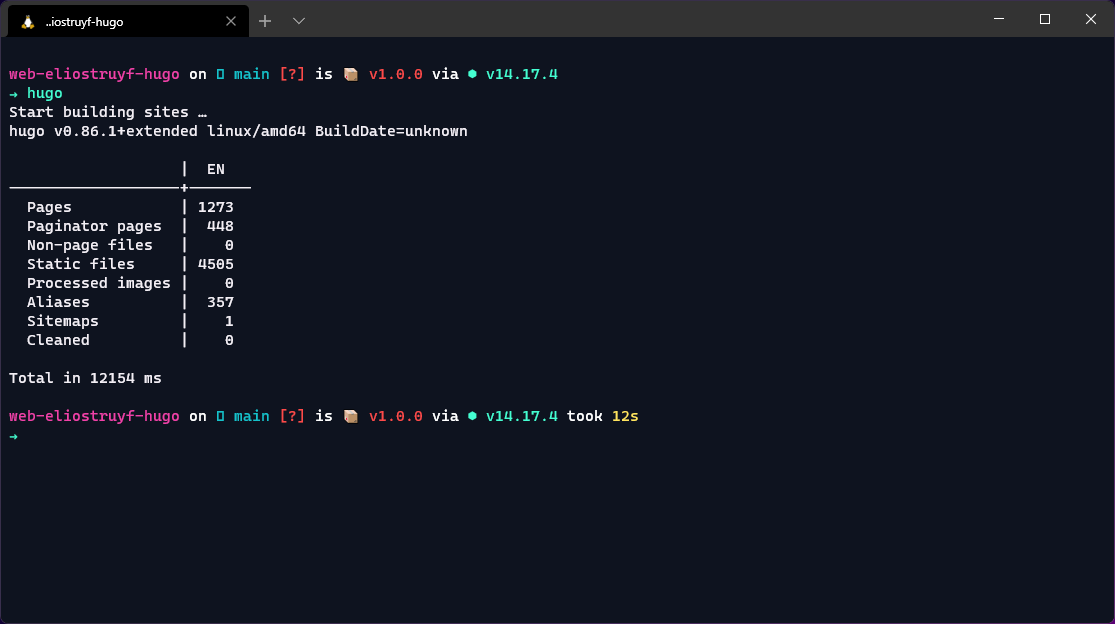 ..iostruyf-hugo
web-eliostruyf-hugo on main [?] is 📦 v1.0.0 via ⬢ v14.17.4
→ hugo
Start building sites …
hugo v0.86.1+extended linux/amd64 BuildDate=unknown
| EN
-------------------+-------
Pages | 1273
Paginator pages | 448
Non-page files | 0
Static files | 4505
Processed images | 0
Aliases | 357
Sitemaps | 1
Cleaned | 0
Total in 12154 ms
web-eliostruyf-hugo on main [?] is 📦 v1.0.0 via ⬢ v14.17.4 took 12s
→